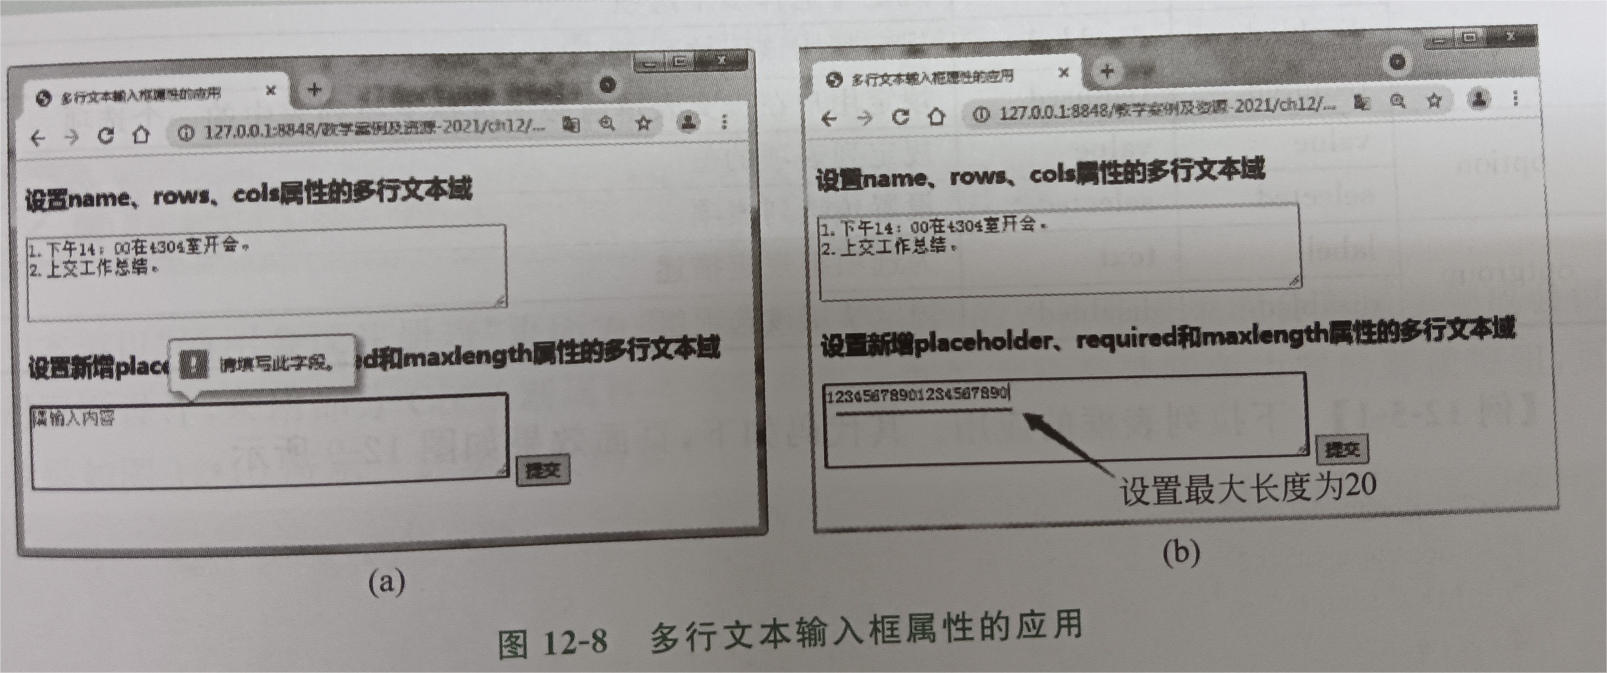 多行文本输入框属性的应用
127.0.0.1:8848/教学案例及资源-2021/ch12/...
设置name、rows、cols属性的多行文本域
1.下午14：00在4304室开会。
2.上交工作总结。
设置新增place
请填写此字段。
d和maxlength属性的多行文本域
请输入内容
提交
(a)
多行文本输入框属性的应用
127.0.0.1:8848/教学案例及资源-2021/ch12/...
设置name、rows、cols属性的多行文本域
1.下午14：00在4304室开会。
2.上交工作总结。
设置新增placeholder、required和maxlength属性的多行文本域
12345678901234567890
提交
设置最大长度为20
(b)
图 12-8 多行文本输入框属性的应用